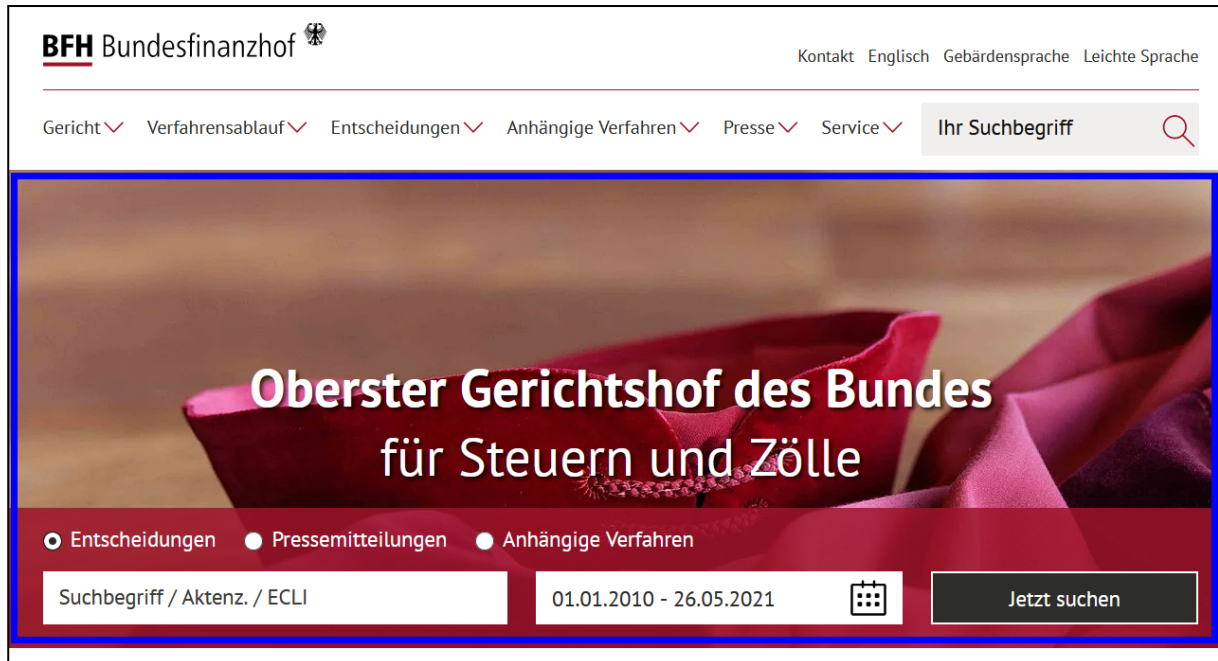 BFH Bundesfinanzhof
Kontakt Englisch Gebärdensprache Leichte Sprache
Gericht Verfahrensablauf Entscheidungen Anhängige Verfahren Presse Service Ihr Suchbegriff
Oberster Gerichtshof des Bundes
für Steuern und Zölle
Entscheidungen Pressemitteilungen Anhängige Verfahren
Suchbegriff / Aktenz. / ECLI 01.01.2010 - 26.05.2021 Jetzt suchen